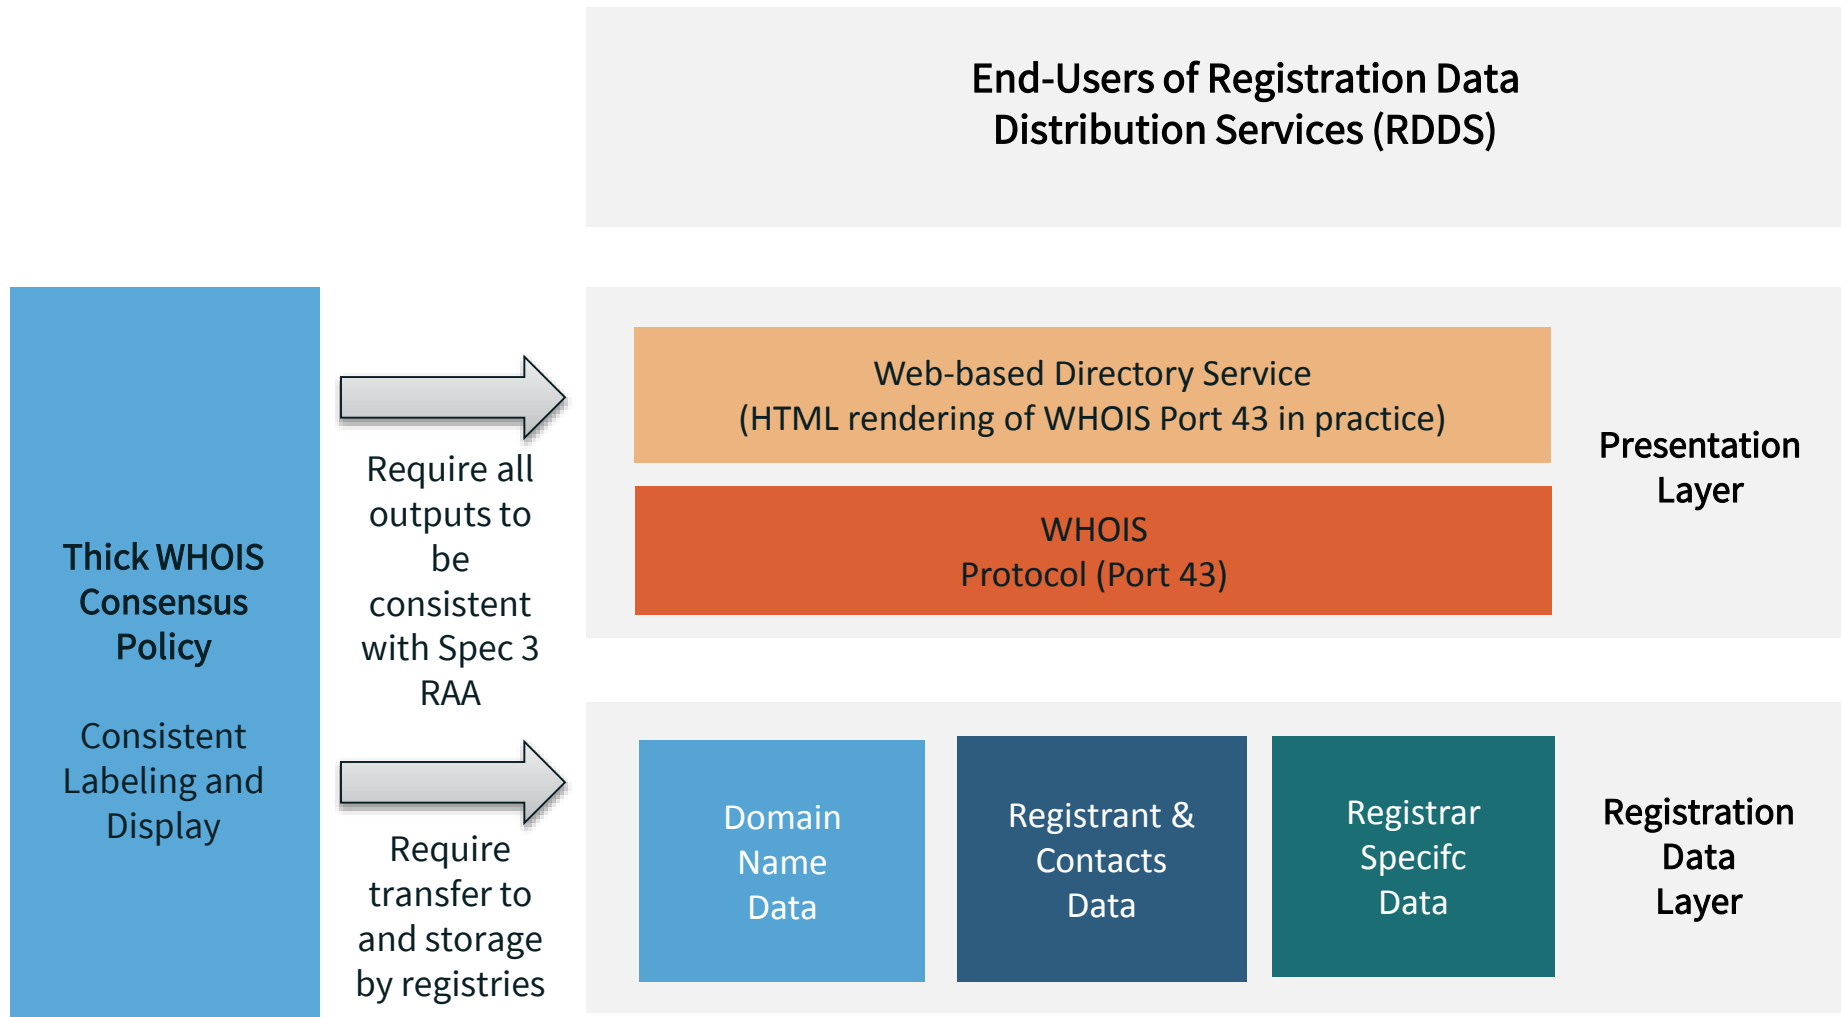 End-Users of Registration Data
Distribution Services (RDDS)
Thick WHOIS
Consensus
Policy
Consistent
Labeling and
Display
Require all
outputs to
be
consistent
with Spec 3
RAA
Require
transfer to
and storage
by registries
Web-based Directory Service
(HTML rendering of WHOIS Port 43 in practice)
WHOIS
Protocol (Port 43)
Presentation
Layer
Domain
Name
Data
Registrant &
Contacts
Data
Registrar
Specifc
Data
Registration
Data
Layer